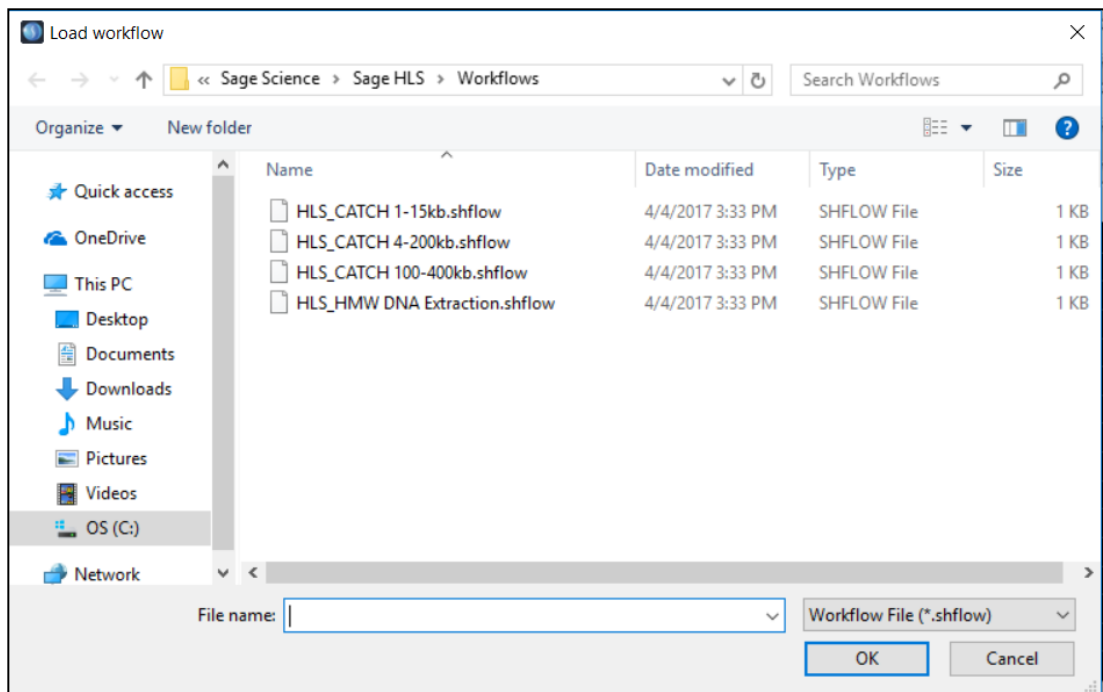 Load workflow
« Sage Science > Sage HLS > Workflows
Search Workflows
Organize
New folder
Name Date modified Type Size
HLS_CATCH 1-15kb.shflow 4/4/2017 3:33 PM SHFLOW File 1 KB
HLS_CATCH 4-200kb.shflow 4/4/2017 3:33 PM SHFLOW File 1 KB
HLS_CATCH 100-400kb.shflow 4/4/2017 3:33 PM SHFLOW File 1 KB
HLS_HMW DNA Extraction.shflow 4/4/2017 3:33 PM SHFLOW File 1 KB
Quick access
OneDrive
This PC
Desktop
Documents
Downloads
Music
Pictures
Videos
OS (C:)
Network
File name:
Workflow File (*.shflow)
OK
Cancel